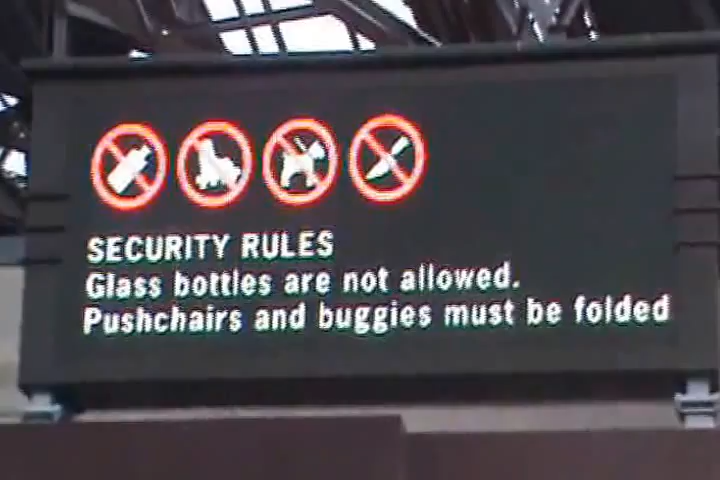 SECURITY RULES
Glass bottles are not allowed.
Pushchairs and buggies must be folded